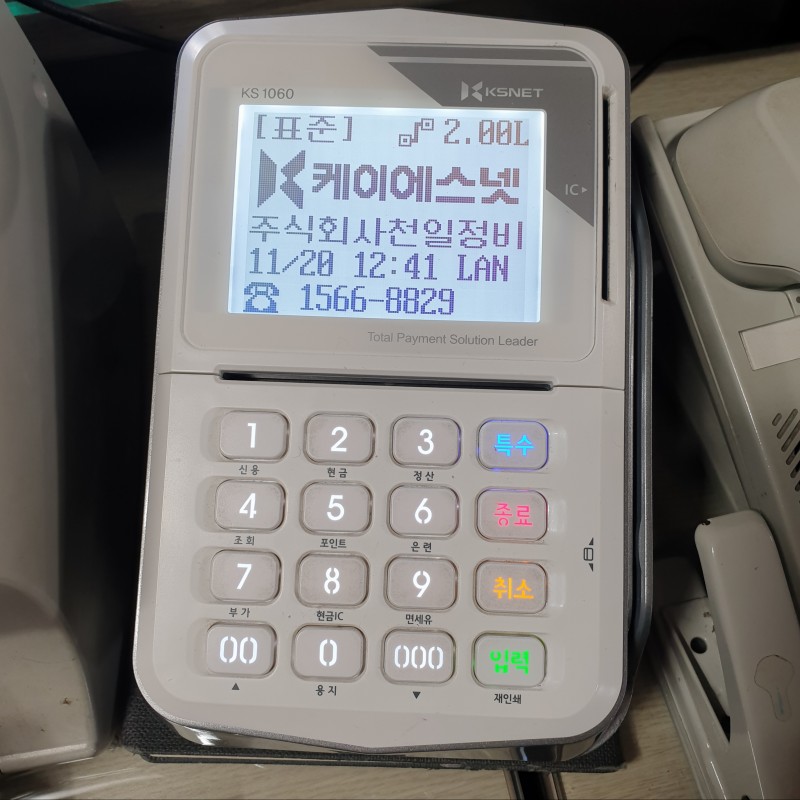 KS 1060
KSNET
[표준] 2.00L
케이에스넷
IC
주식회사천일정비
11/20 12:41 LAN
☎ 1566-8829
Total Payment Solution Leader
1 2 3 특수
신용 현금 정산
4 5 6 종료
조회 포인트 은련
7 8 9 취소
부가 현금IC 면세유
00 0 000 입력
▲ 용지 ▼ 재인쇄